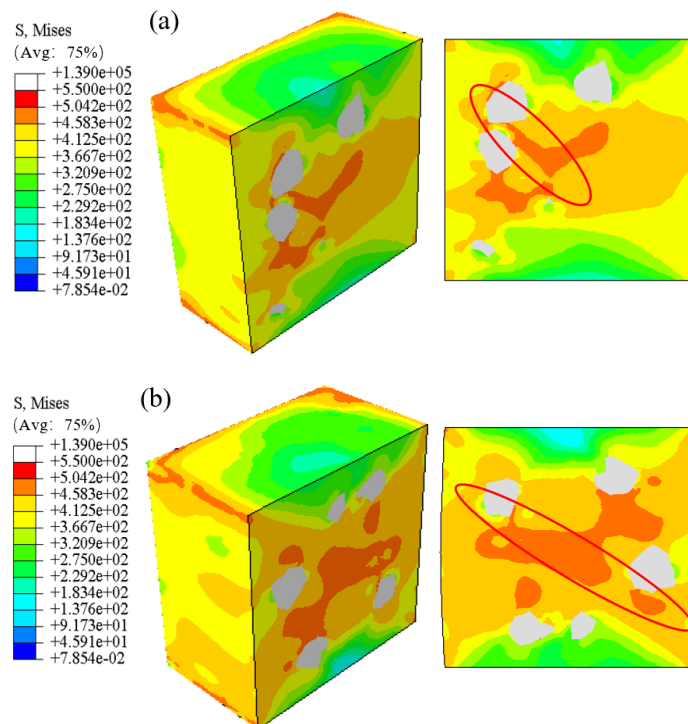 (a)
S, Mises
(Avg: 75%)
+1.390e+05
+5.500e+02
+5.042e+02
+4.583e+02
+4.125e+02
+3.667e+02
+3.209e+02
+2.750e+02
+2.292e+02
+1.834e+02
+1.376e+02
+9.173e+01
+4.591e+01
+7.854e-02
(b)
S, Mises
(Avg: 75%)
+1.390e+05
+5.500e+02
+5.042e+02
+4.583e+02
+4.125e+02
+3.667e+02
+3.209e+02
+2.750e+02
+2.292e+02
+1.834e+02
+1.376e+02
+9.173e+01
+4.591e+01
+7.854e-02